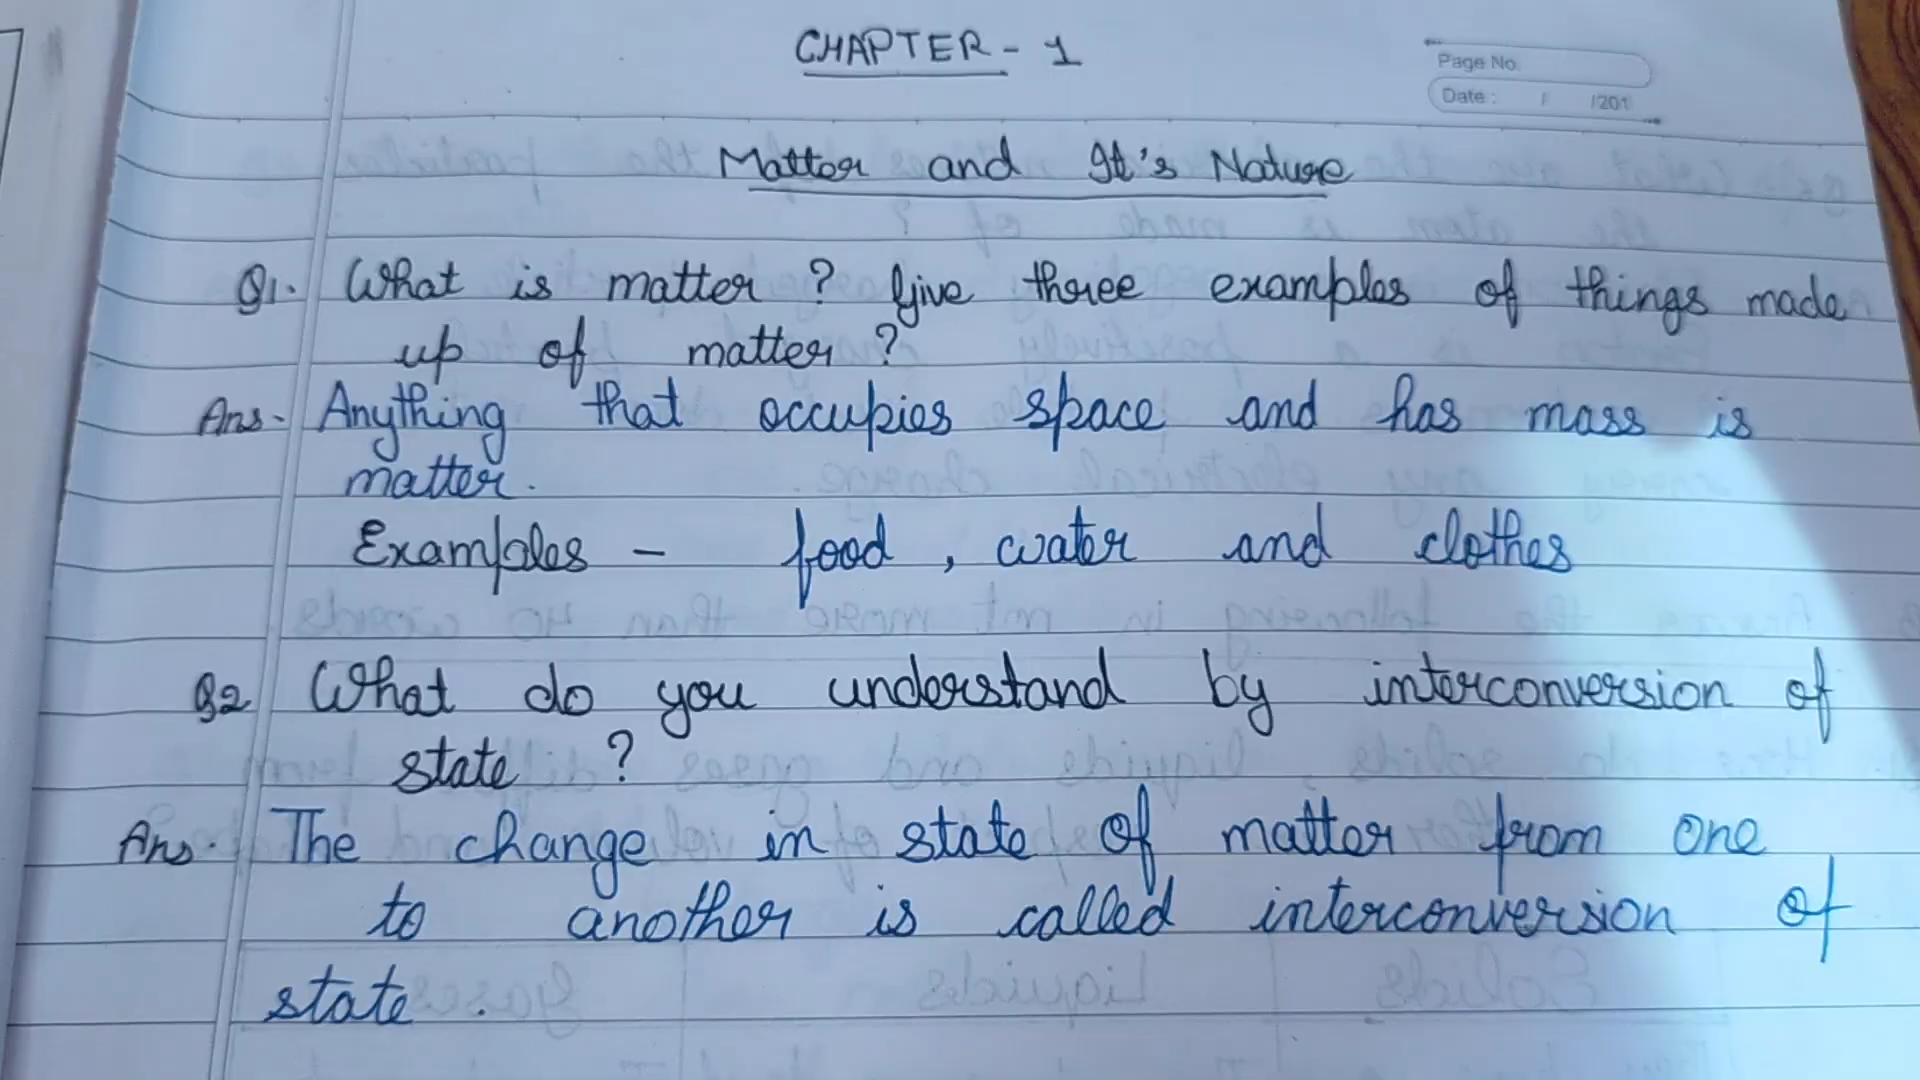 CHAPTER - 1
Page No.
Date : / /201
Matter and It's Nature
Q1. What is matter ? Give three examples of things made
up of matter ?
Ans- Anything that occupies space and has mass is
matter.
Examples - food , water and clothes
Q2 What do you understand by interconversion of
state ?
Ans. The change in state of matter from one
to another is called interconversion of
state .